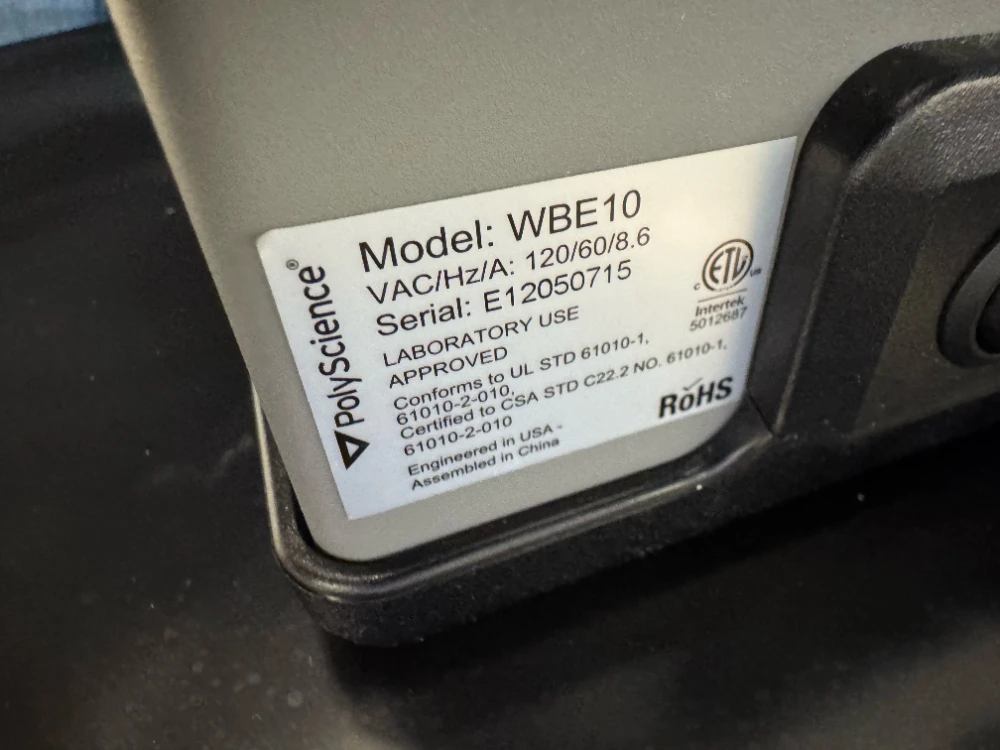 PolyScience®
Model: WBE10
VAC/Hz/A: 120/60/8.6
Serial: E12050715
LABORATORY USE
APPROVED
Conforms to UL STD 61010-1,
61010-2-010,
Certified to CSA STD C22.2 NO. 61010-1,
61010-2-010
Engineered in USA -
Assembled in China
ETL
c us
Intertek
5012687
RoHS